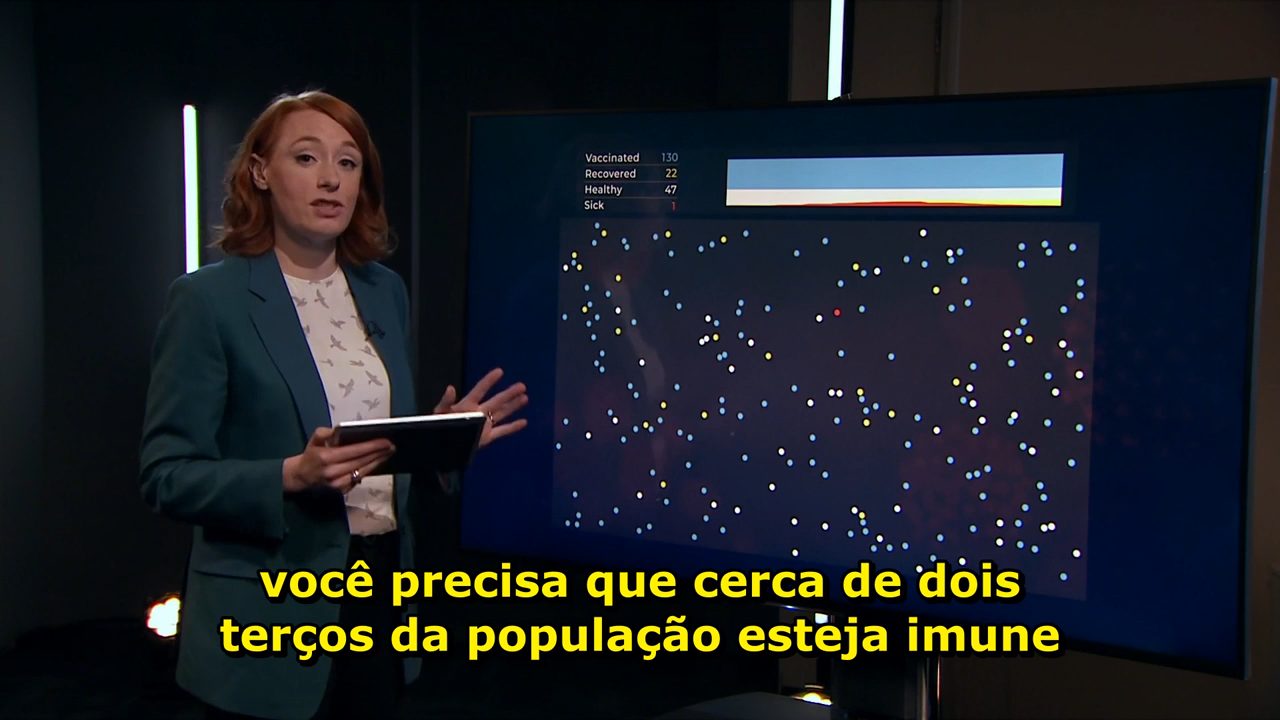 Vaccinated 130
Recovered 22
Healthy 47
Sick 1
você precisa que cerca de dois
terços da população esteja imune